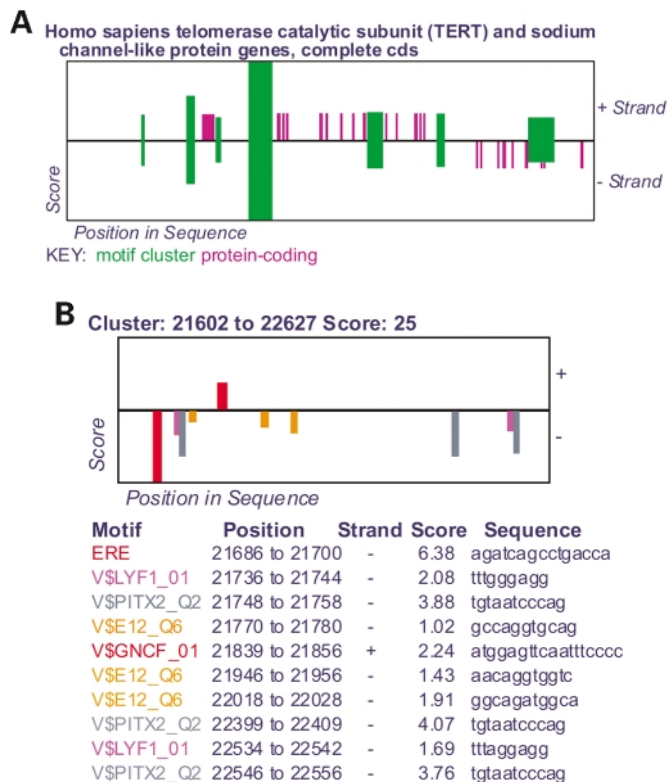 A
Homo sapiens telomerase catalytic subunit (TERT) and sodium
channel-like protein genes, complete cds
+ Strand
- Strand
Score
Position in Sequence
KEY: motif cluster protein-coding
B
Cluster: 21602 to 22627 Score: 25
+
-
Score
Position in Sequence
Motif Position Strand Score Sequence
ERE 21686 to 21700 - 6.38 agatcagcctgacca
V$LYF1_01 21736 to 21744 - 2.08 tttgggagg
V$PITX2_Q2 21748 to 21758 - 3.88 tgtaatcccag
V$E12_Q6 21770 to 21780 - 1.02 gccaggtgcag
V$GNCF_01 21839 to 21856 + 2.24 atggagttcaatttcccc
V$E12_Q6 21946 to 21956 - 1.43 aacaggtggtc
V$E12_Q6 22018 to 22028 - 1.91 ggcagatggca
V$PITX2_Q2 22399 to 22409 - 4.07 tgtaatcccag
V$LYF1_01 22534 to 22542 - 1.69 tttaggagg
V$PITX2_Q2 22546 to 22556 - 3.76 tgtaatcccag